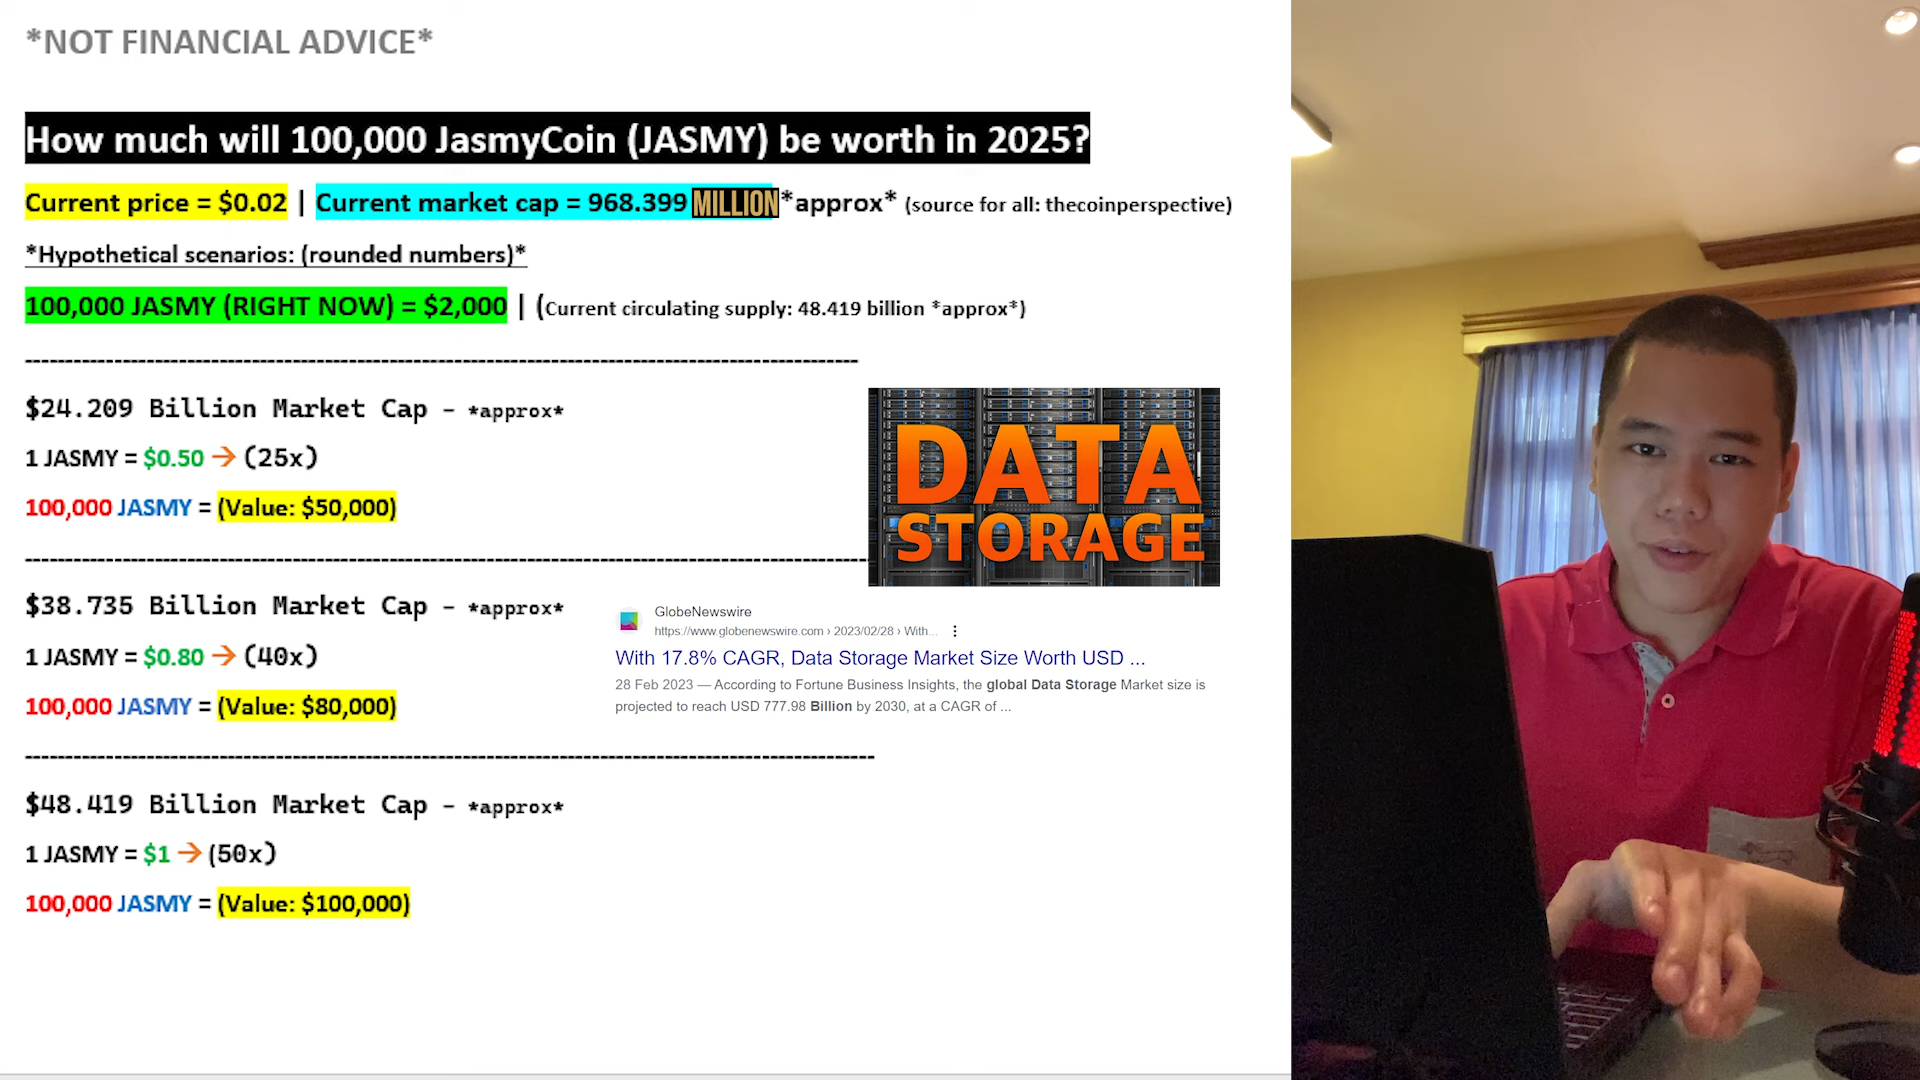 *NOT FINANCIAL ADVICE*
How much will 100,000 JasmyCoin (JASMY) be worth in 2025?
Current price = $0.02 | Current market cap = 968.399 MILLION *approx* (source for all: thecoinperspective)
*Hypothetical scenarios: (rounded numbers)*
100,000 JASMY (RIGHT NOW) = $2,000 | (Current circulating supply: 48.419 billion *approx*)
$24.209 Billion Market Cap – *approx*
1 JASMY = $0.50 → (25x)
100,000 JASMY = (Value: $50,000)
DATA
STORAGE
$38.735 Billion Market Cap – *approx*
1 JASMY = $0.80 → (40x)
100,000 JASMY = (Value: $80,000)
GlobeNewswire
https://www.globenewswire.com › 2023/02/28 › With...
With 17.8% CAGR, Data Storage Market Size Worth USD ...
28 Feb 2023 — According to Fortune Business Insights, the global Data Storage Market size is
projected to reach USD 777.98 Billion by 2030, at a CAGR of ...
$48.419 Billion Market Cap – *approx*
1 JASMY = $1 → (50x)
100,000 JASMY = (Value: $100,000)